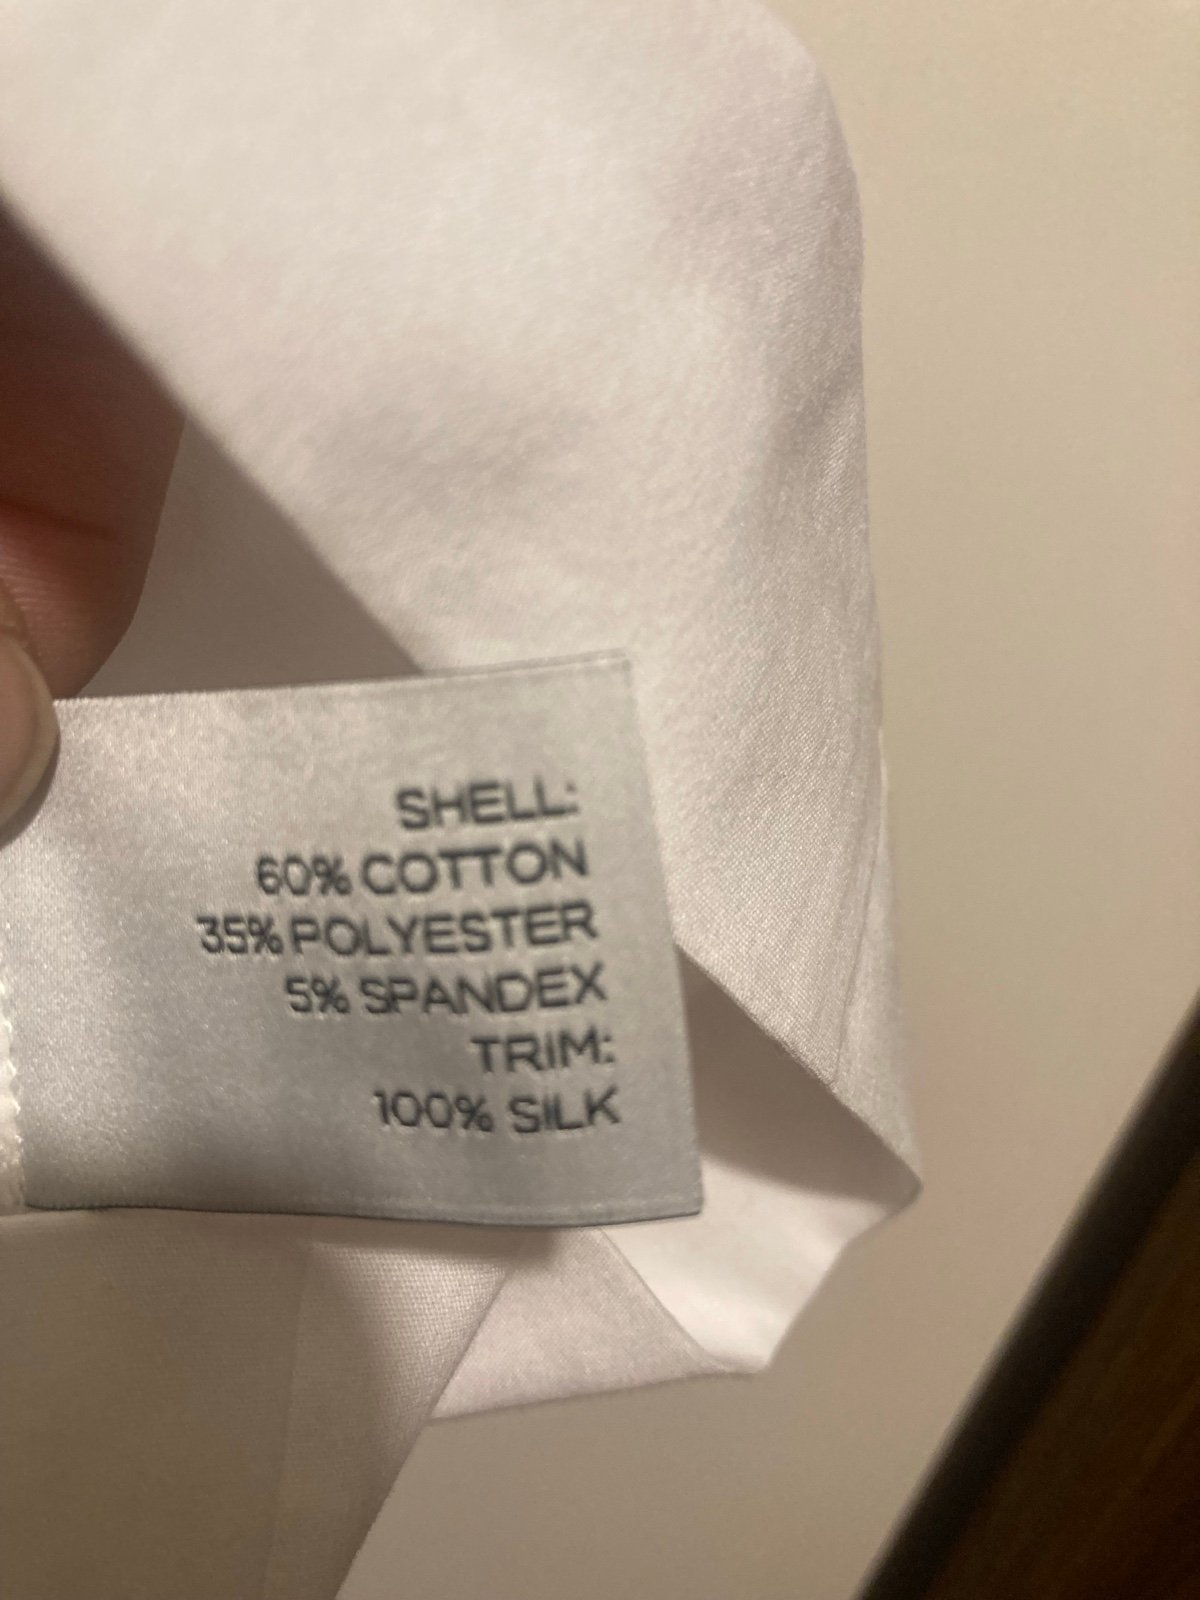 SHELL:
60% COTTON
35% POLYESTER
5% SPANDEX
TRIM:
100% SILK